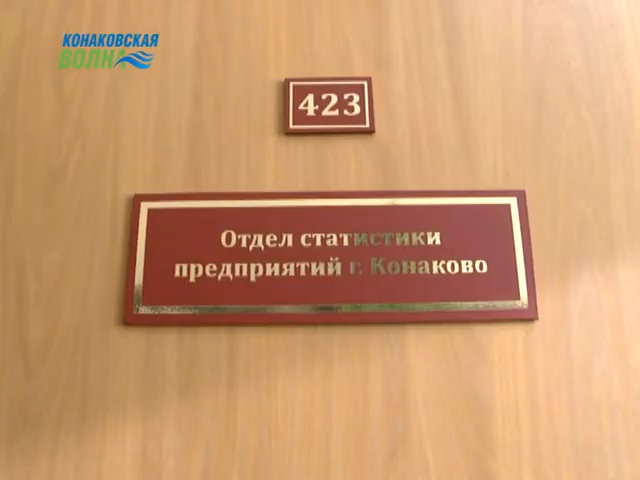 КОНАКОВСКАЯ
ВОЛНА
423
Отдел статистики
предприятий г. Конаково